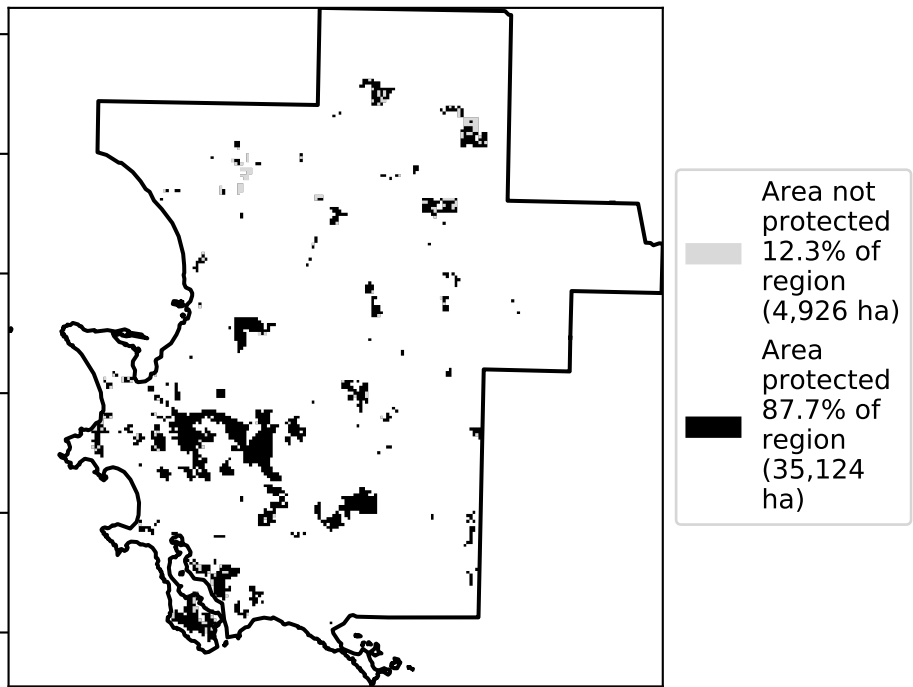 Area not
protected
12.3% of
region
(4,926 ha)
Area
protected
87.7% of
region
(35,124
ha)